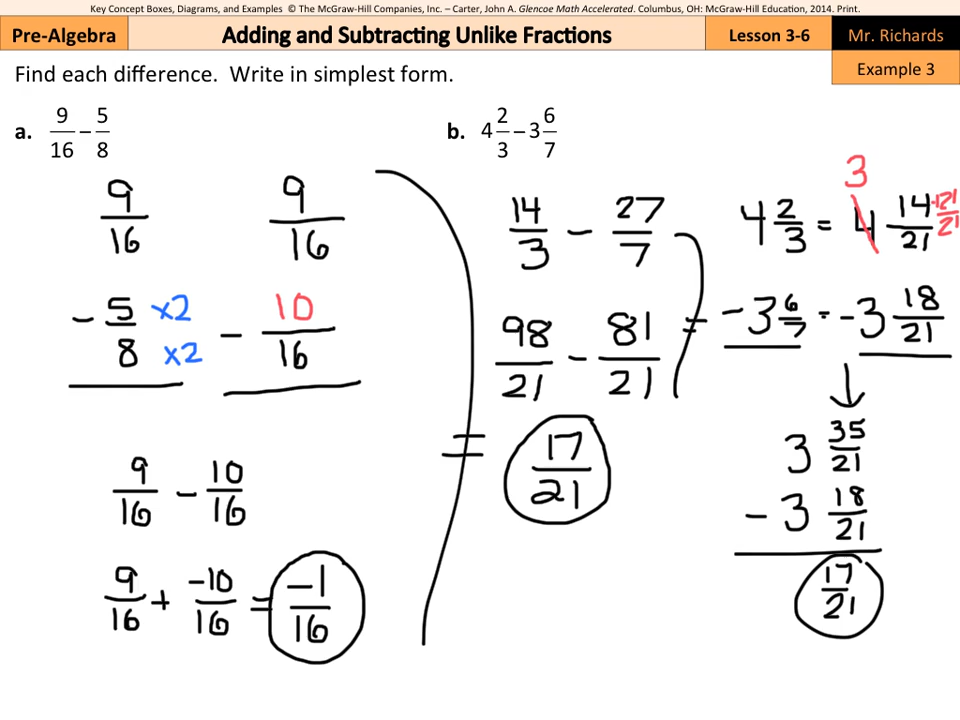 Key Concept Boxes, Diagrams, and Examples © The McGraw-Hill Companies, Inc. – Carter, John A. Glencoe Math Accelerated. Columbus, OH: McGraw-Hill Education, 2014. Print.
Pre-Algebra
Adding and Subtracting Unlike Fractions
Lesson 3-6
Mr. Richards
Example 3
Find each difference. Write in simplest form.
a. 9/16 – 5/8
9/16
- 5/8 x2 x2
9/16
- 10/16
9/16 - 10/16
9/16 + -10/16 = -1/16
b. 4 2/3 – 3 6/7
14/3 - 27/7
98/21 - 81/21 =
= 17/21
3
4 2/3 = 4 14/21 + 21/21
- 3 6/7 = - 3 18/21
3 35/21
- 3 18/21
17/21